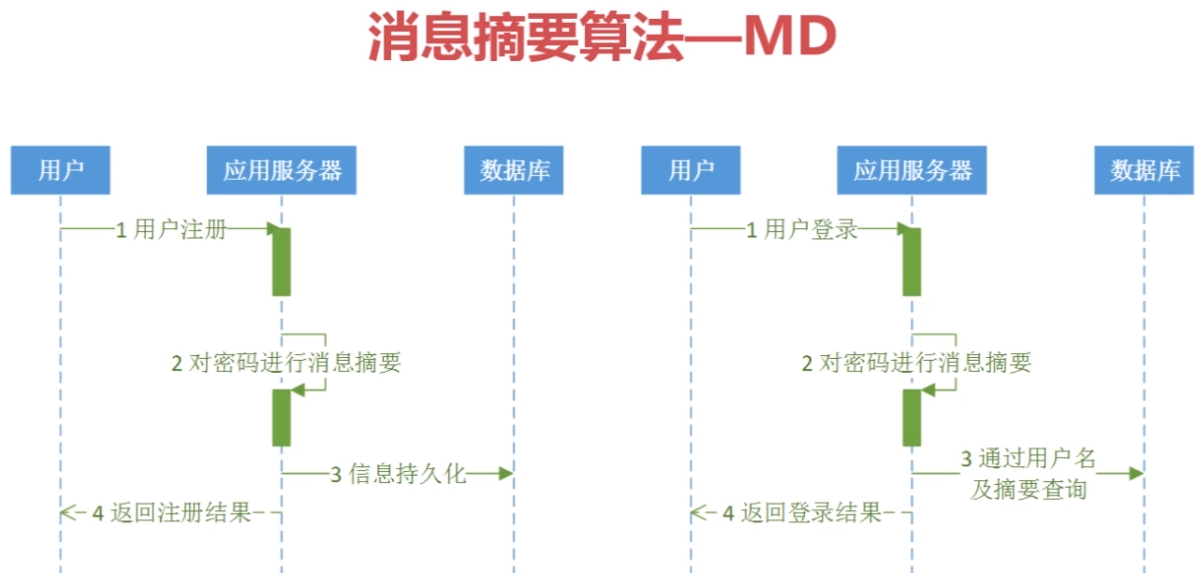 消息摘要算法—MD
用户
应用服务器
数据库
1 用户注册
2 对密码进行消息摘要
3 信息持久化
4 返回注册结果
用户
应用服务器
数据库
1 用户登录
2 对密码进行消息摘要
3 通过用户名
及摘要查询
4 返回登录结果